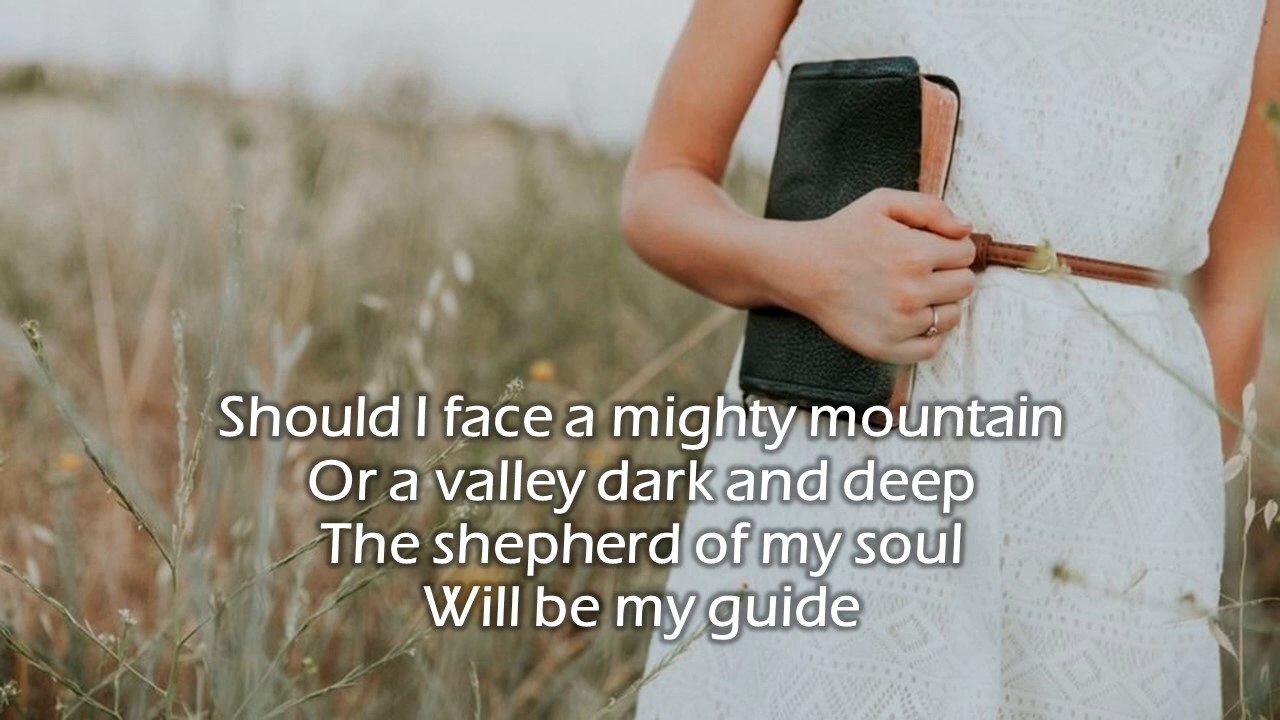 Should I face a mighty mountain
Or a valley dark and deep
The shepherd of my soul
Will be my guide